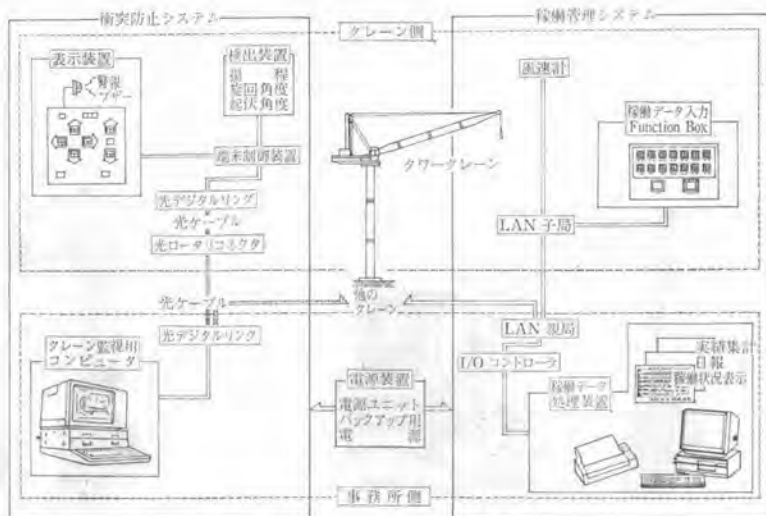 衝突防止システム
稼働管理システム
クレーン側
表示装置
警報
ブザー
検出装置
揚程
旋回角度
起伏角度
端末制御装置
光デジタルリング
光ケーブル
光ロータリコネクタ
タワークレーン
風速計
稼働データ入力
Function Box
LAN 子局
光ケーブル
他の
クレーン
光デジタルリンク
LAN 親局
I/O コントローラ
クレーン監視用
コンピュータ
電源装置
電源ユニット
バックアップ用
電源
稼働データ
処理装置
実績集計
日報
稼働状況表示
事務所側